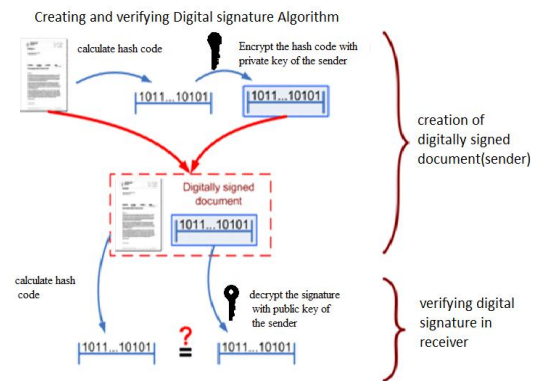 Creating and verifying Digital signature Algorithm
calculate hash code
Encrypt the hash code with
private key of the sender
1011...10101
1011...10101
creation of
digitally signed
document(sender)
Digitally signed
document
1011...10101
calculate hash
code
decrypt the signature
with public key of
the sender
verifying digital
signature in
receiver
1011...10101
?
=
1011...10101